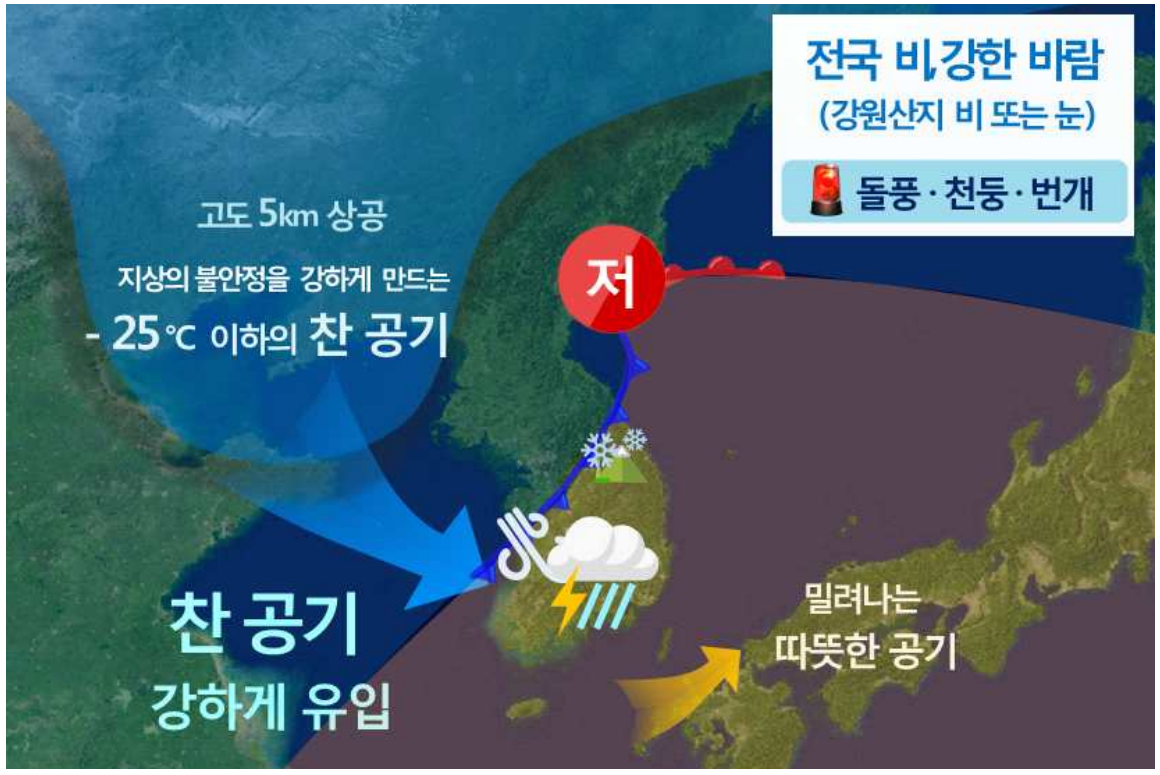 전국 비,강한 바람
(강원산지 비 또는 눈)
돌풍·천둥·번개
고도 5km 상공
지상의 불안정을 강하게 만드는
- 25℃ 이하의 찬 공기
저
찬 공기
강하게 유입
밀려나는
따뜻한 공기